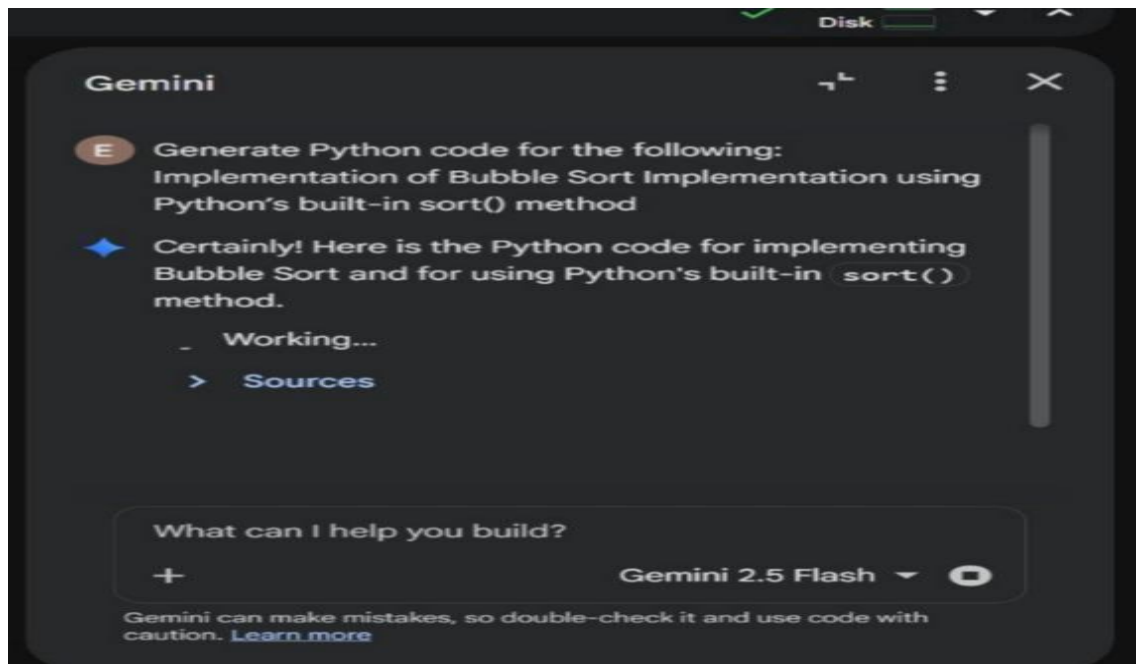 Disk
Gemini
E
Generate Python code for the following:
Implementation of Bubble Sort Implementation using
Python's built-in sort() method
Certainly! Here is the Python code for implementing
Bubble Sort and for using Python's built-in sort()
method.
Working...
> Sources
What can I help you build?
Gemini 2.5 Flash
Gemini can make mistakes, so double-check it and use code with
caution. Learn more